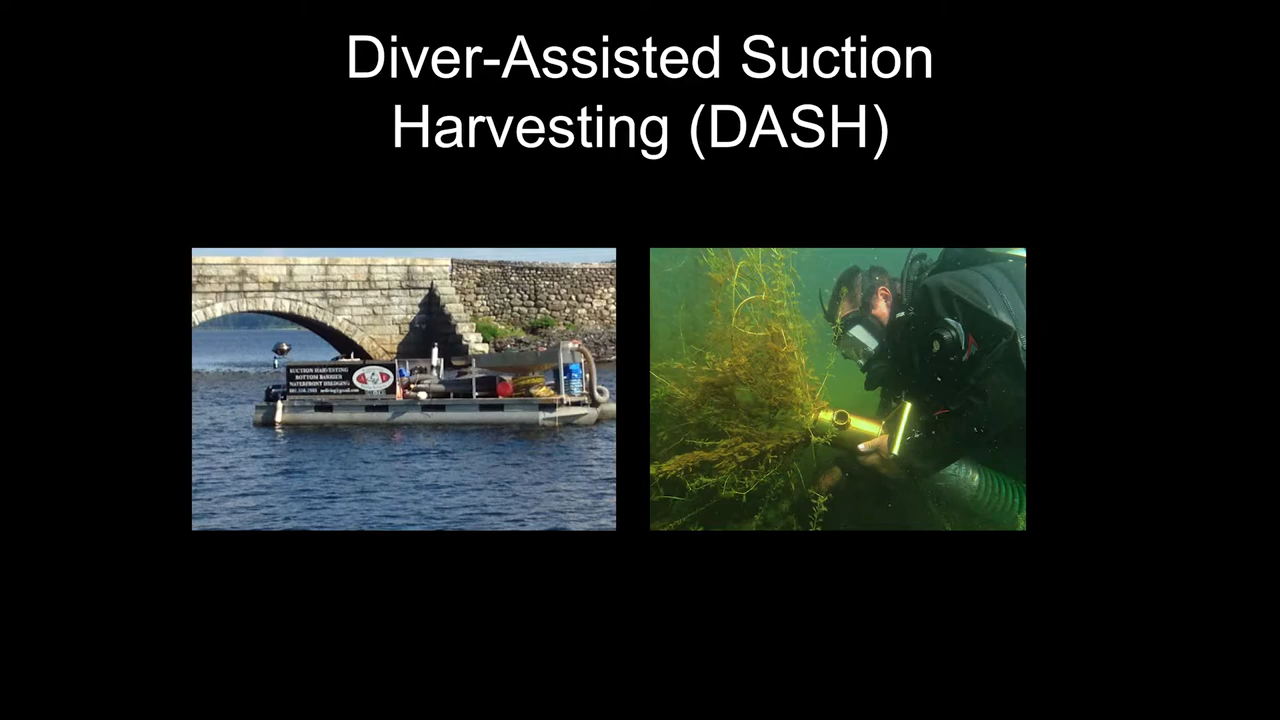 Diver-Assisted Suction
Harvesting (DASH)
SUCTION HARVESTING
BOTTOM BARRIER
WATERFRONT DREDGING